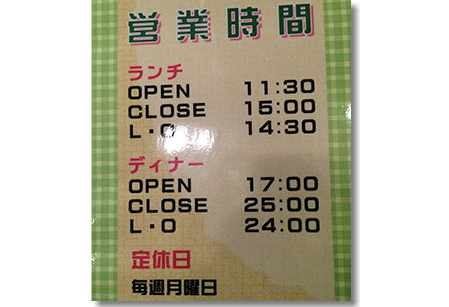 営業時間
ランチ
OPEN 11:30
CLOSE 15:00
L・O 14:30
ディナー
OPEN 17:00
CLOSE 25:00
L・O 24:00
定休日
毎週月曜日